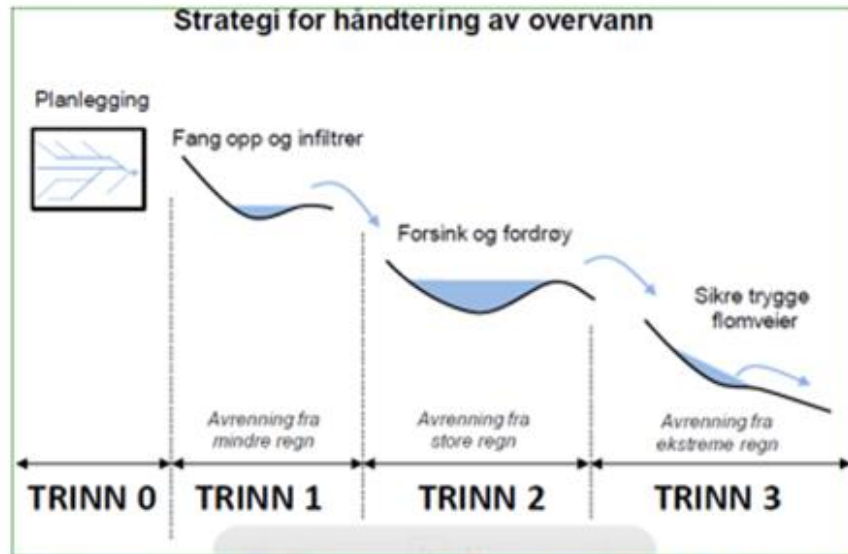 Strategi for håndtering av overvann
Planlegging
Fang opp og infiltrer
Forsink og fordrøy
Sikre trygge
flomveier
Avrenning fra
mindre regn
Avrenning fra
store regn
Avrenning fra
ekstreme regn
TRINN 0
TRINN 1
TRINN 2
TRINN 3